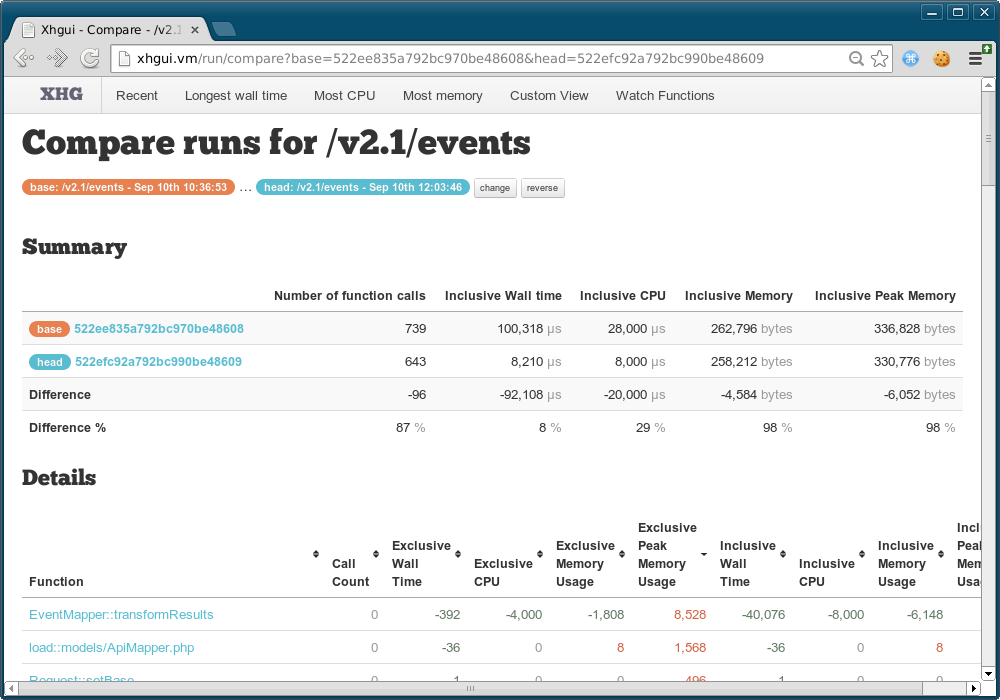 Xhgui - Compare - /v2.1
xhgui.vm/run/compare?base=522ee835a792bc970be48608&head=522efc92a792bc990be48609
XHG Recent Longest wall time Most CPU Most memory Custom View Watch Functions
Compare runs for /v2.1/events
base: /v2.1/events - Sep 10th 10:36:53 ... head: /v2.1/events - Sep 10th 12:03:46 change reverse
Summary
Number of function calls Inclusive Wall time Inclusive CPU Inclusive Memory Inclusive Peak Memory
base 522ee835a792bc970be48608 739 100,318 µs 28,000 µs 262,796 bytes 336,828 bytes
head 522efc92a792bc990be48609 643 8,210 µs 8,000 µs 258,212 bytes 330,776 bytes
Difference -96 -92,108 µs -20,000 µs -4,584 bytes -6,052 bytes
Difference % 87 % 8 % 29 % 98 % 98 %
Details
Function Call Count Exclusive Wall Time Exclusive CPU Exclusive Memory Usage Exclusive Peak Memory Usage Inclusive Wall Time Inclusive CPU Inclusive Memory Usage
EventMapper::transformResults 0 -392 -4,000 -1,808 8,528 -40,076 -8,000 -6,148
load::models/ApiMapper.php 0 -36 0 8 1,568 -36 0 8
Request::setBase 0 1 0 0 496 1 0 0